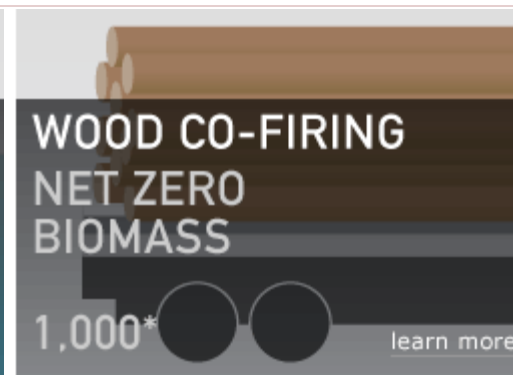 WOOD CO-FIRING
NET ZERO
BIOMASS
1,000*
learn more